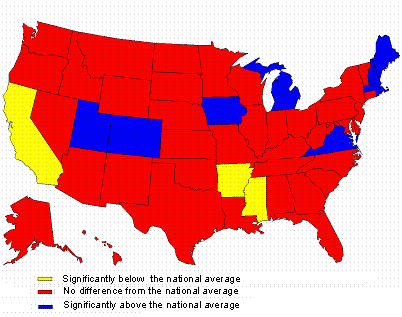 Significantly below the national average
No difference from the national average
Significantly above the national average